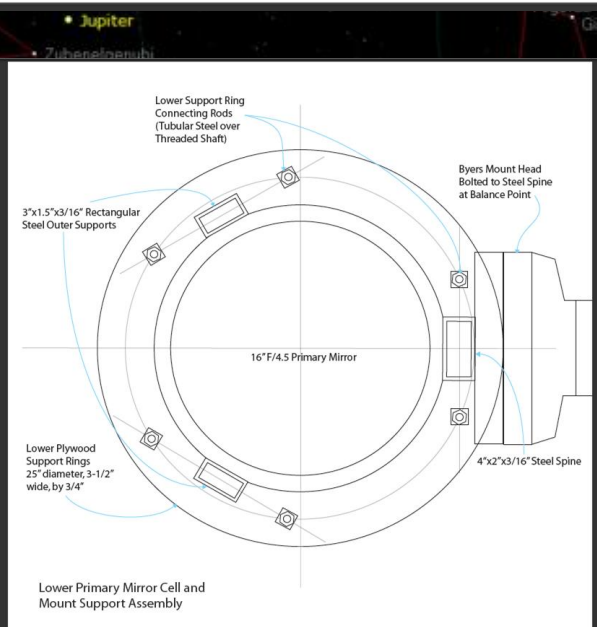 Jupiter
Zubenelgenubi
Lower Support Ring
Connecting Rods
(Tubular Steel over
Threaded Shaft)
Byers Mount Head
Bolted to Steel Spine
at Balance Point
3"x1.5"x3/16" Rectangular
Steel Outer Supports
16" F/4.5 Primary Mirror
Lower Plywood
Support Rings
25" diameter, 3-1/2"
wide, by 3/4"
4"x2"x3/16" Steel Spine
Lower Primary Mirror Cell and
Mount Support Assembly